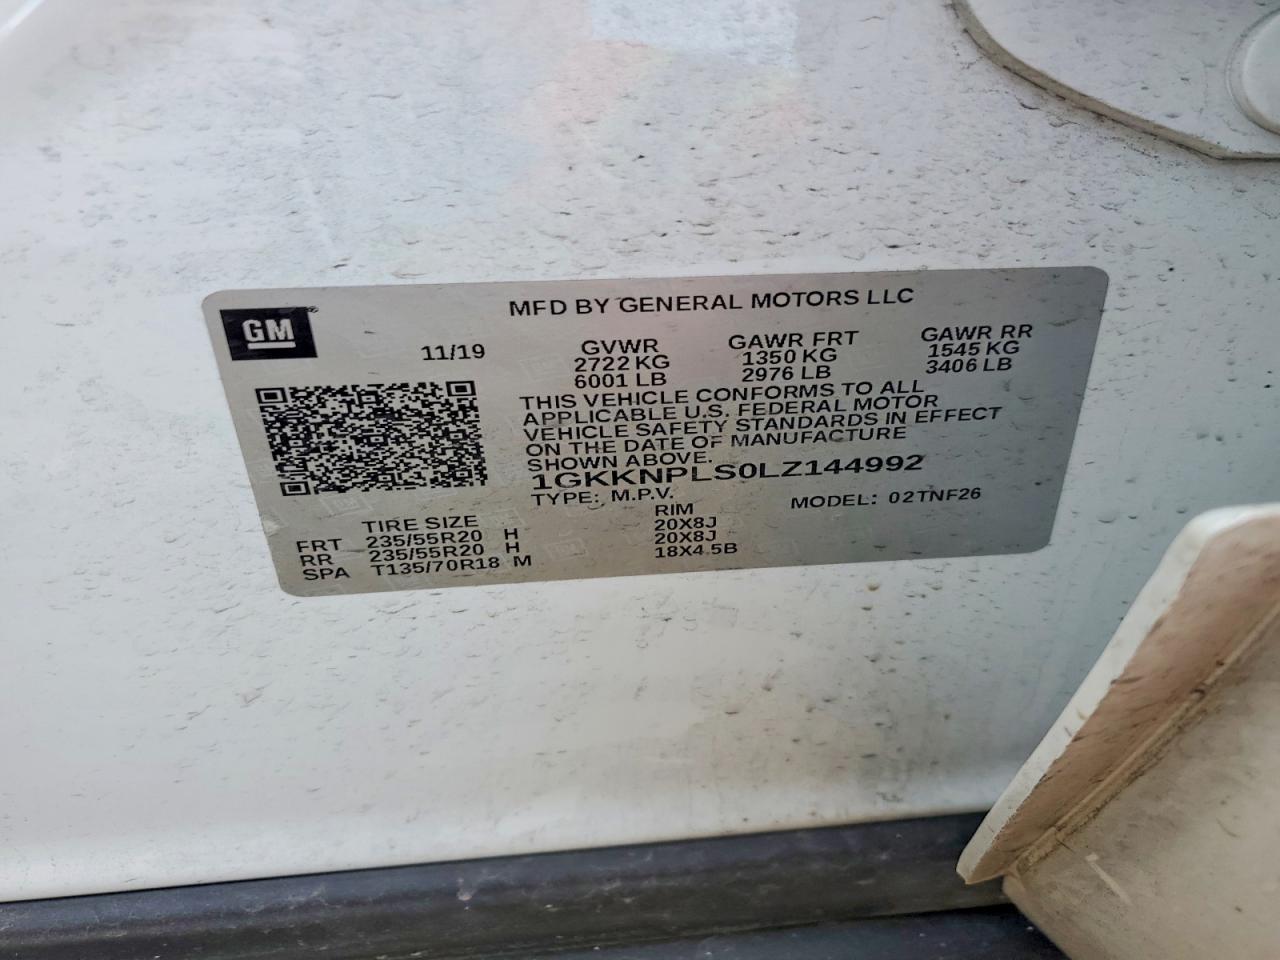 GM®
MFD BY GENERAL MOTORS LLC
11/19
GVWR GAWR FRT GAWR RR
2722 KG 1350 KG 1545 KG
6001 LB 2976 LB 3406 LB
THIS VEHICLE CONFORMS TO ALL
APPLICABLE U.S. FEDERAL MOTOR
VEHICLE SAFETY STANDARDS IN EFFECT
ON THE DATE OF MANUFACTURE
SHOWN ABOVE.
1GKKNPLS0LZ144992
TYPE: M.P.V. MODEL: 02TNF26
TIRE SIZE RIM
FRT 235/55R20 H 20X8J
RR 235/55R20 H 20X8J
SPA T135/70R18 M 18X4.5B